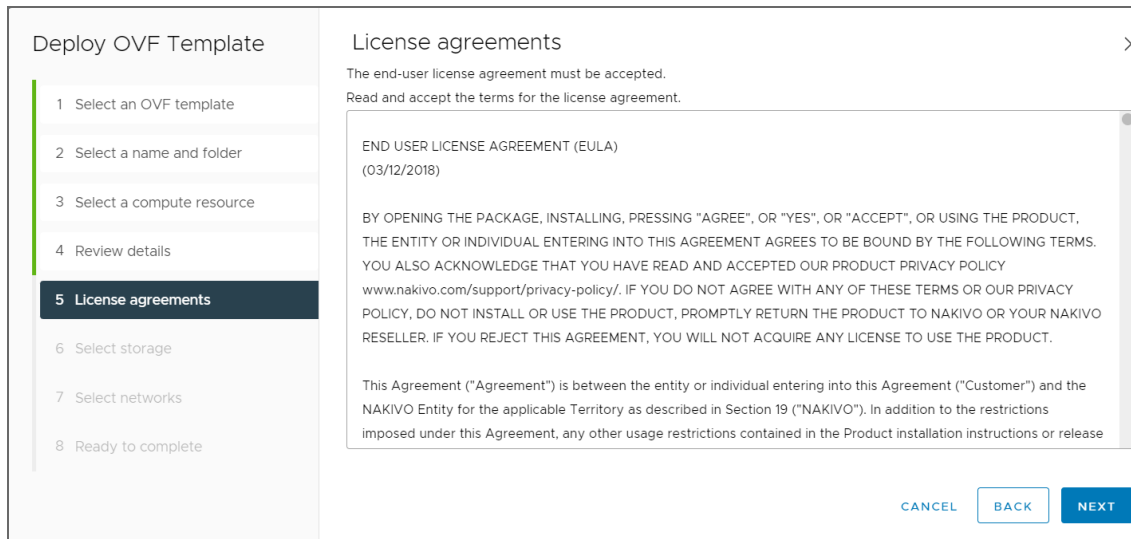 Deploy OVF Template
1 Select an OVF template
2 Select a name and folder
3 Select a compute resource
4 Review details
5 License agreements
6 Select storage
7 Select networks
8 Ready to complete
License agreements
The end-user license agreement must be accepted.
Read and accept the terms for the license agreement.
END USER LICENSE AGREEMENT (EULA)
(03/12/2018)
BY OPENING THE PACKAGE, INSTALLING, PRESSING "AGREE", OR "YES", OR "ACCEPT", OR USING THE PRODUCT,
THE ENTITY OR INDIVIDUAL ENTERING INTO THIS AGREEMENT AGREES TO BE BOUND BY THE FOLLOWING TERMS.
YOU ALSO ACKNOWLEDGE THAT YOU HAVE READ AND ACCEPTED OUR PRODUCT PRIVACY POLICY
www.nakivo.com/support/privacy-policy/. IF YOU DO NOT AGREE WITH ANY OF THESE TERMS OR OUR PRIVACY
POLICY, DO NOT INSTALL OR USE THE PRODUCT, PROMPTLY RETURN THE PRODUCT TO NAKIVO OR YOUR NAKIVO
RESELLER. IF YOU REJECT THIS AGREEMENT, YOU WILL NOT ACQUIRE ANY LICENSE TO USE THE PRODUCT.
This Agreement ("Agreement") is between the entity or individual entering into this Agreement ("Customer") and the
NAKIVO Entity for the applicable Territory as described in Section 19 ("NAKIVO"). In addition to the restrictions
imposed under this Agreement, any other usage restrictions contained in the Product installation instructions or release
CANCEL
BACK
NEXT